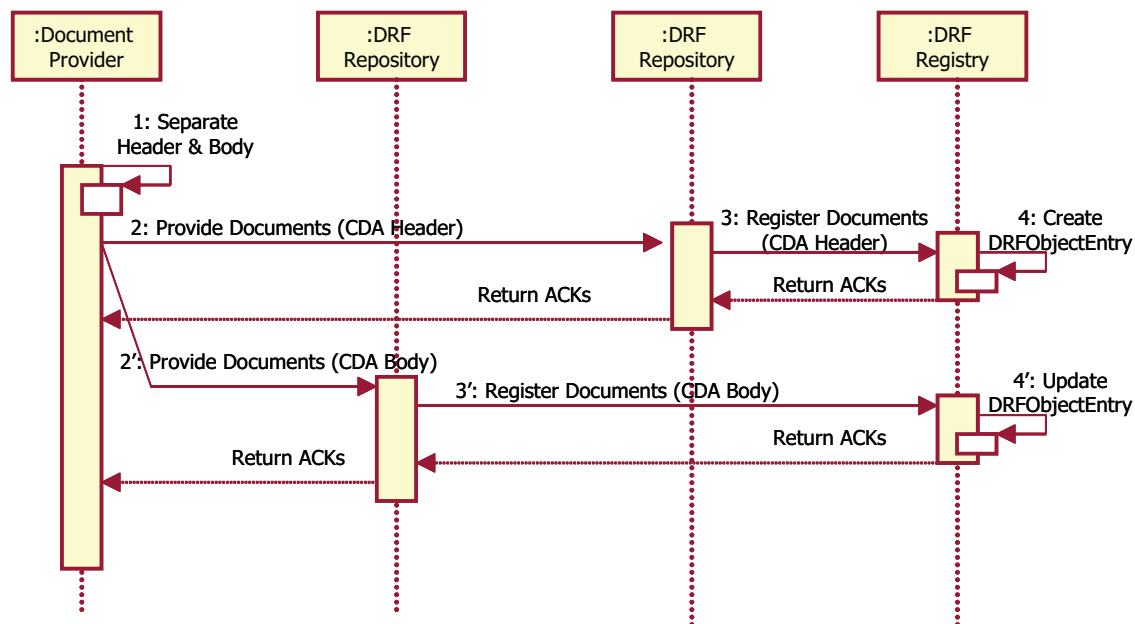 :Document
Provider
:DRF
Repository
:DRF
Repository
:DRF
Registry
1: Separate
Header & Body
2: Provide Documents (CDA Header)
3: Register Documents
(CDA Header)
4: Create
DRFObjectEntry
Return ACKs
Return ACKs
2': Provide Documents (CDA Body)
3': Register Documents (CDA Body)
4': Update
DRFObjectEntry
Return ACKs
Return ACKs